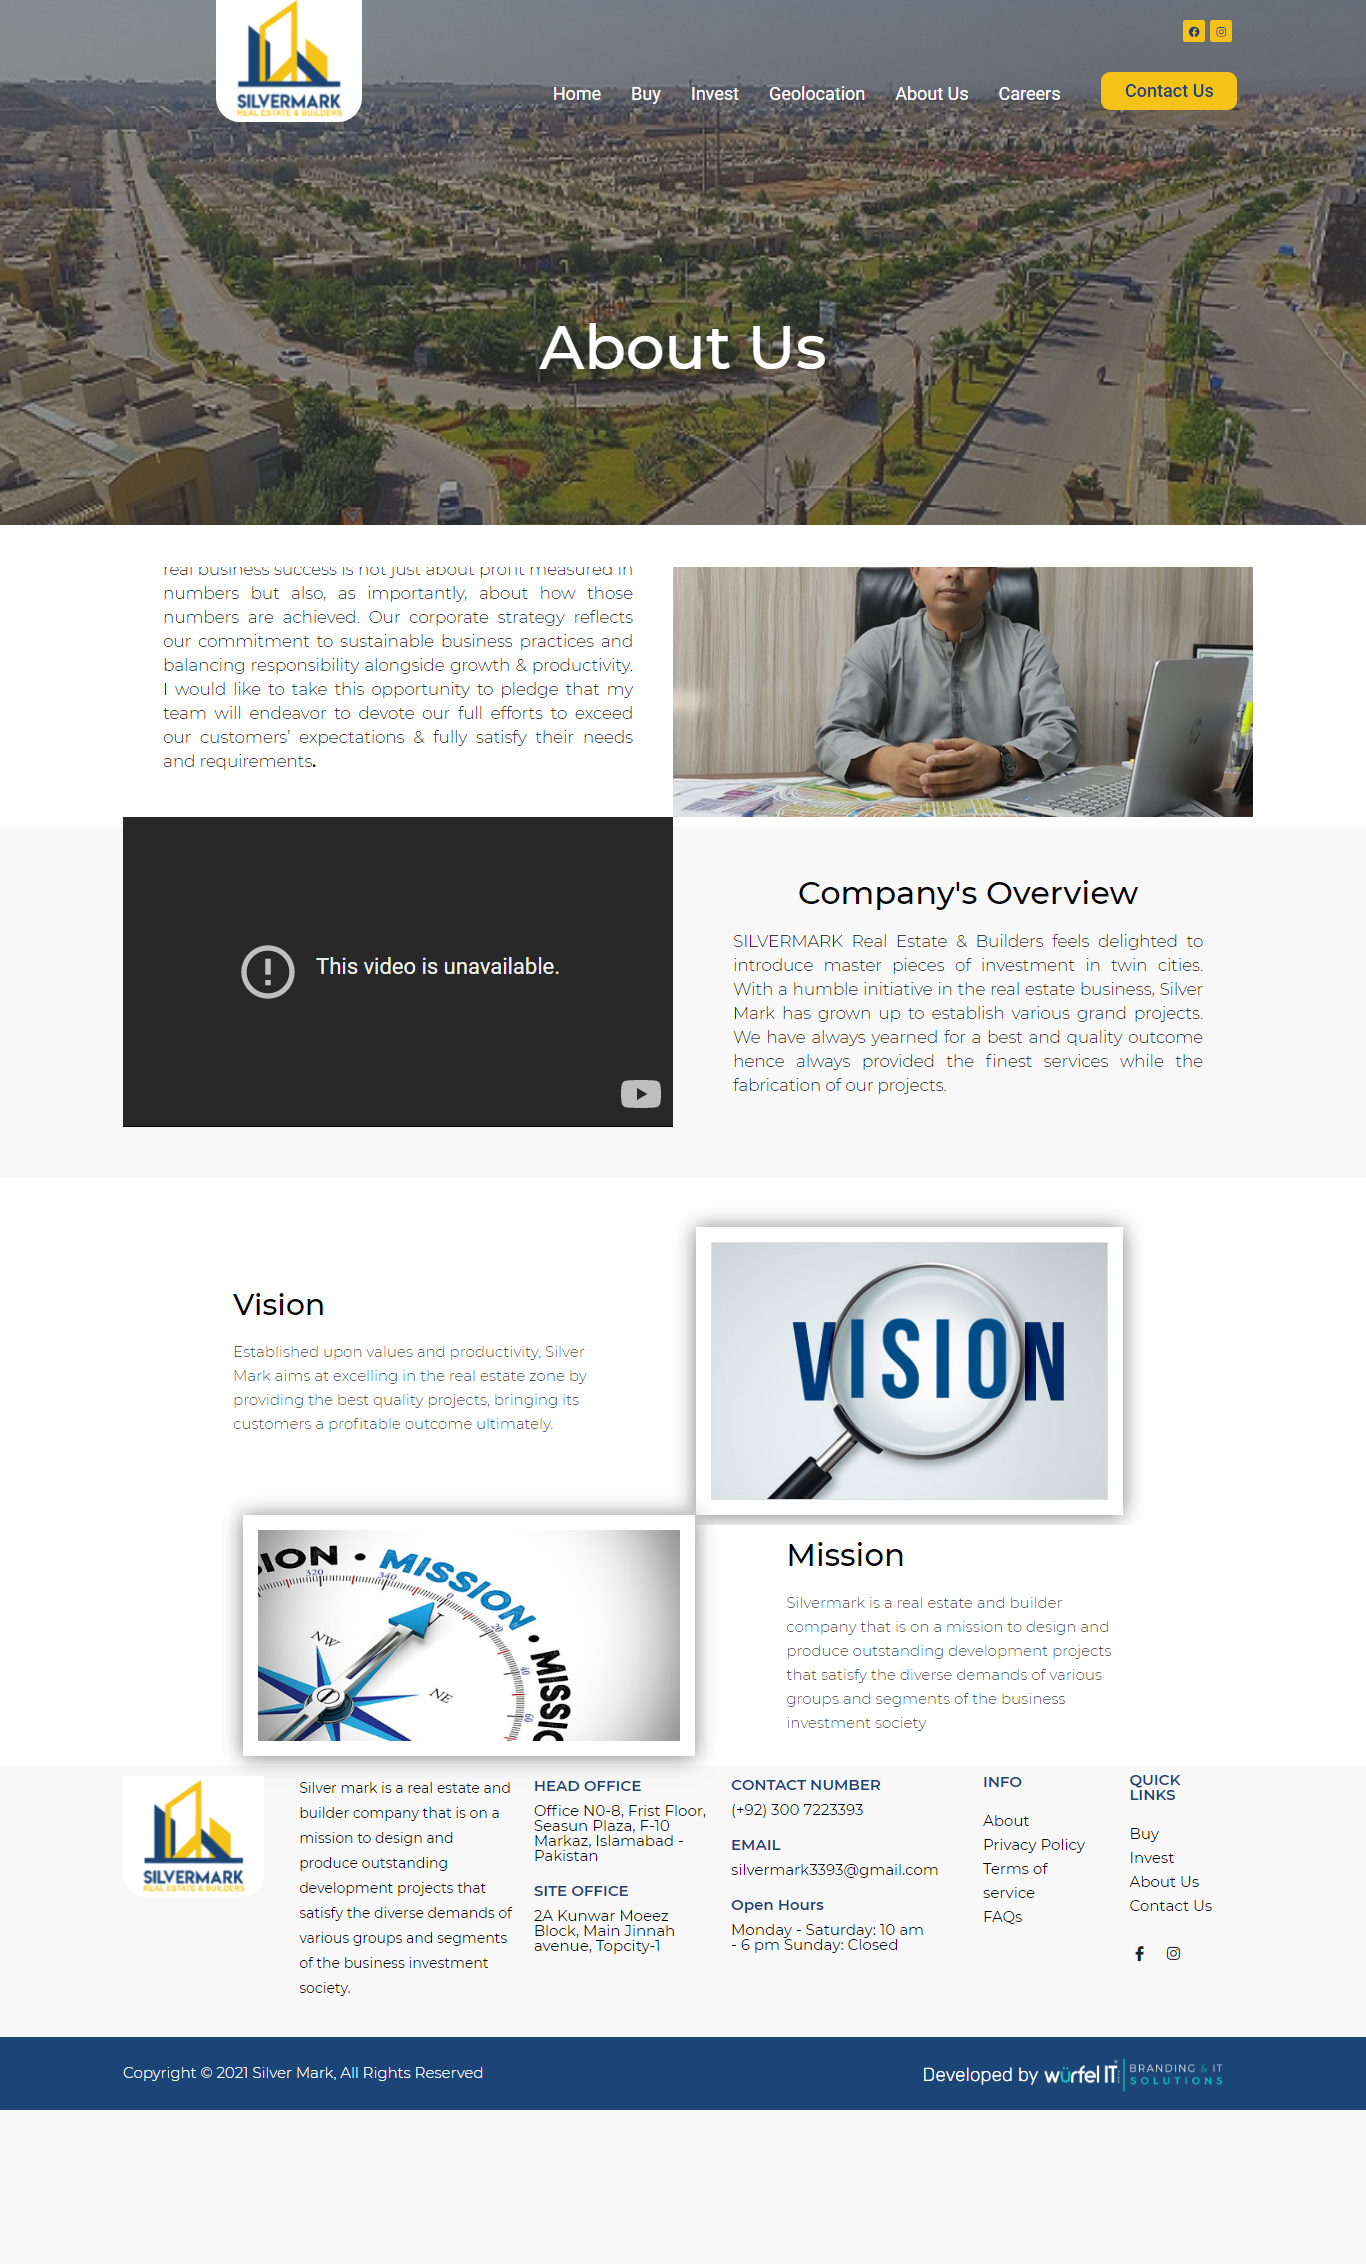 SILVERMARK
REAL ESTATE & BUILDERS
Home Buy Invest Geolocation About Us Careers Contact Us
About Us
real business success is not just about profit measured in
numbers but also, as importantly, about how those
numbers are achieved. Our corporate strategy reflects
our commitment to sustainable business practices and
balancing responsibility alongside growth & productivity.
I would like to take this opportunity to pledge that my
team will endeavor to devote our full efforts to exceed
our customers’ expectations & fully satisfy their needs
and requirements.
This video is unavailable.
Company's Overview
SILVERMARK Real Estate & Builders feels delighted to
introduce master pieces of investment in twin cities.
With a humble initiative in the real estate business, Silver
Mark has grown up to establish various grand projects.
We have always yearned for a best and quality outcome
hence always provided the finest services while the
fabrication of our projects.
Vision
Established upon values and productivity, Silver
Mark aims at excelling in the real estate zone by
providing the best quality projects, bringing its
customers a profitable outcome ultimately.
VISION
SION • MISSION • MISSIO
320 340 0 20 40 60
N NW NE
Mission
Silvermark is a real estate and builder
company that is on a mission to design and
produce outstanding development projects
that satisfy the diverse demands of various
groups and segments of the business
investment society
SILVERMARK
REAL ESTATE & BUILDERS
Silver mark is a real estate and
builder company that is on a
mission to design and
produce outstanding
development projects that
satisfy the diverse demands of
various groups and segments
of the business investment
society.
HEAD OFFICE
Office N0-8, Frist Floor,
Seasun Plaza, F-10
Markaz, Islamabad -
Pakistan
SITE OFFICE
2A Kunwar Moeez
Block, Main Jinnah
avenue, Topcity-1
CONTACT NUMBER
(+92) 300 7223393
EMAIL
silvermark3393@gmail.com
Open Hours
Monday - Saturday: 10 am
- 6 pm Sunday: Closed
INFO
About
Privacy Policy
Terms of
service
FAQs
QUICK
LINKS
Buy
Invest
About Us
Contact Us
Copyright © 2021 Silver Mark, All Rights Reserved
Developed by würfel IT BRANDING & IT
SOLUTIONS